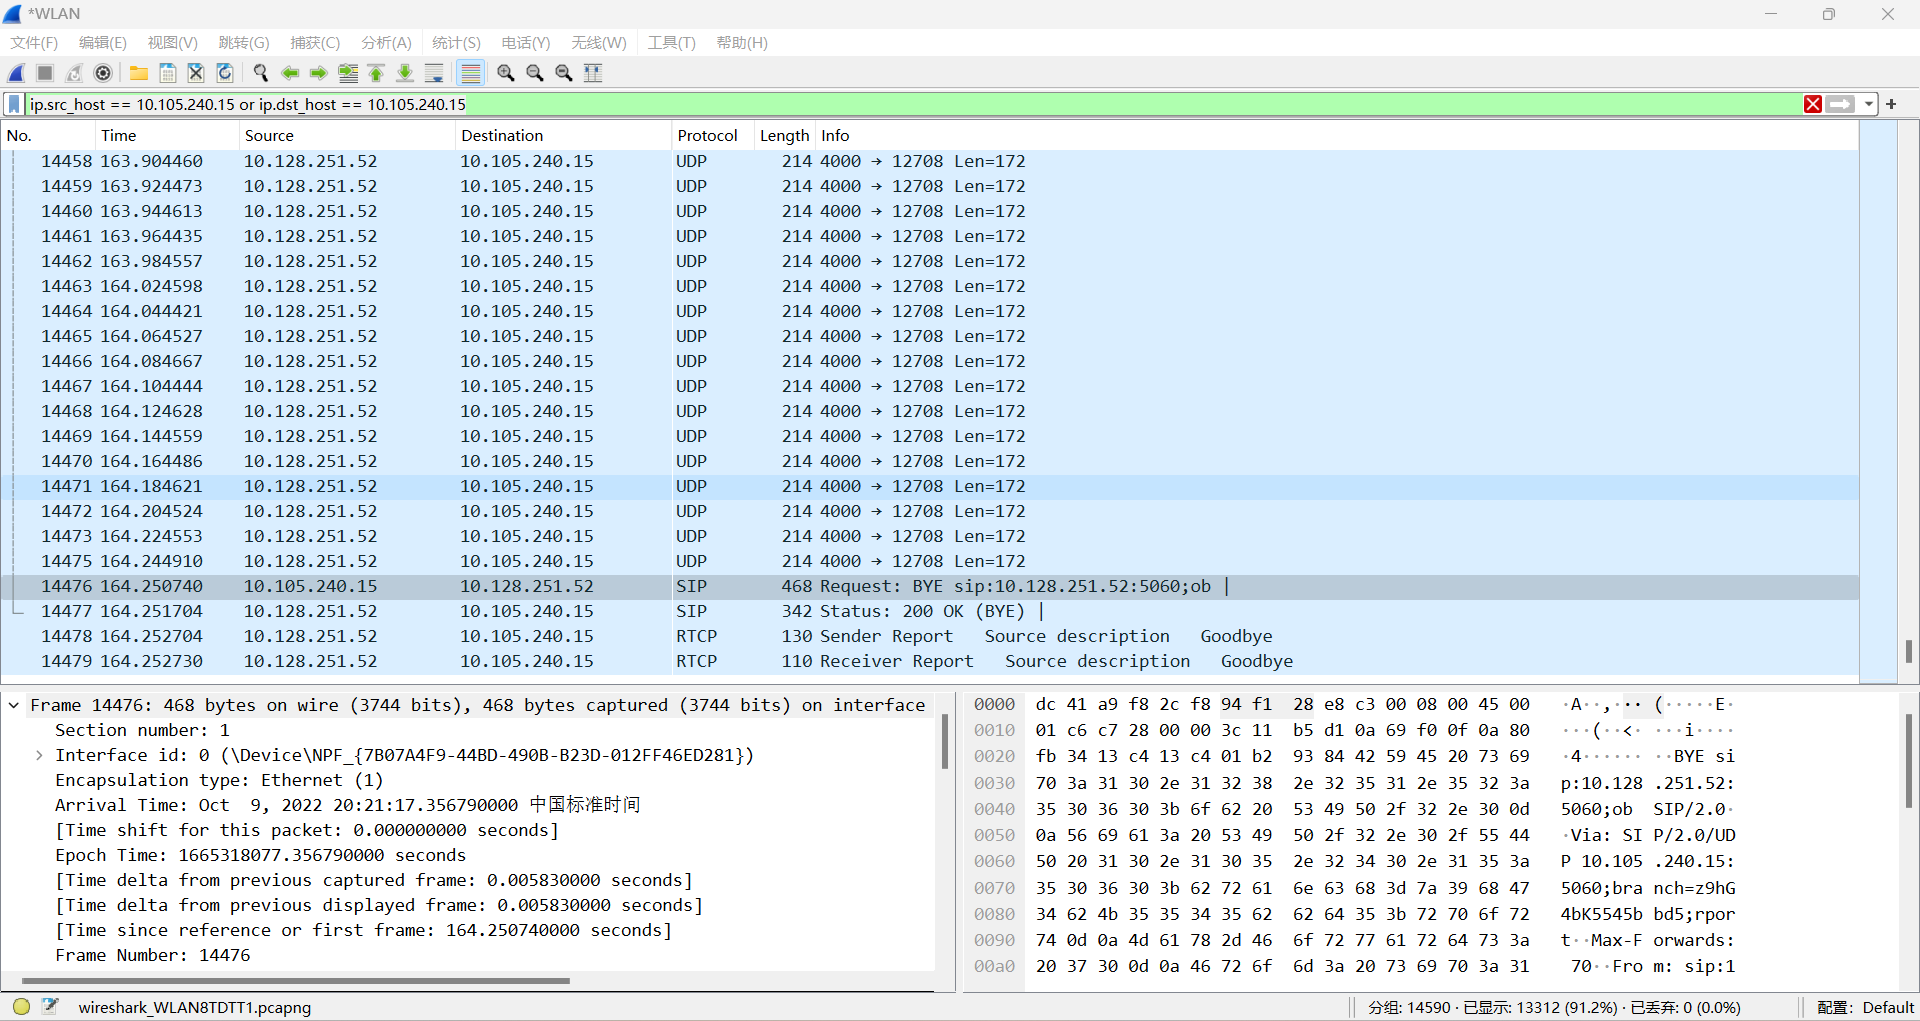 *WLAN
文件(F) 编辑(E) 视图(V) 跳转(G) 捕获(C) 分析(A) 统计(S) 电话(Y) 无线(W) 工具(T) 帮助(H)
ip.src_host == 10.105.240.15 or ip.dst_host == 10.105.240.15
No. Time Source Destination Protocol Length Info
14458 163.904460 10.128.251.52 10.105.240.15 UDP 214 4000 → 12708 Len=172
14459 163.924473 10.128.251.52 10.105.240.15 UDP 214 4000 → 12708 Len=172
14460 163.944613 10.128.251.52 10.105.240.15 UDP 214 4000 → 12708 Len=172
14461 163.964435 10.128.251.52 10.105.240.15 UDP 214 4000 → 12708 Len=172
14462 163.984557 10.128.251.52 10.105.240.15 UDP 214 4000 → 12708 Len=172
14463 164.024598 10.128.251.52 10.105.240.15 UDP 214 4000 → 12708 Len=172
14464 164.044421 10.128.251.52 10.105.240.15 UDP 214 4000 → 12708 Len=172
14465 164.064527 10.128.251.52 10.105.240.15 UDP 214 4000 → 12708 Len=172
14466 164.084667 10.128.251.52 10.105.240.15 UDP 214 4000 → 12708 Len=172
14467 164.104444 10.128.251.52 10.105.240.15 UDP 214 4000 → 12708 Len=172
14468 164.124628 10.128.251.52 10.105.240.15 UDP 214 4000 → 12708 Len=172
14469 164.144559 10.128.251.52 10.105.240.15 UDP 214 4000 → 12708 Len=172
14470 164.164486 10.128.251.52 10.105.240.15 UDP 214 4000 → 12708 Len=172
14471 164.184621 10.128.251.52 10.105.240.15 UDP 214 4000 → 12708 Len=172
14472 164.204524 10.128.251.52 10.105.240.15 UDP 214 4000 → 12708 Len=172
14473 164.224553 10.128.251.52 10.105.240.15 UDP 214 4000 → 12708 Len=172
14475 164.244910 10.128.251.52 10.105.240.15 UDP 214 4000 → 12708 Len=172
14476 164.250740 10.105.240.15 10.128.251.52 SIP 468 Request: BYE sip:10.128.251.52:5060;ob |
14477 164.251704 10.128.251.52 10.105.240.15 SIP 342 Status: 200 OK (BYE) |
14478 164.252704 10.128.251.52 10.105.240.15 RTCP 130 Sender Report Source description Goodbye
14479 164.252730 10.128.251.52 10.105.240.15 RTCP 110 Receiver Report Source description Goodbye
Frame 14476: 468 bytes on wire (3744 bits), 468 bytes captured (3744 bits) on interface
Section number: 1
Interface id: 0 (\Device\NPF_{7B07A4F9-44BD-490B-B23D-012FF46ED281})
Encapsulation type: Ethernet (1)
Arrival Time: Oct  9, 2022 20:21:17.356790000 中国标准时间
[Time shift for this packet: 0.000000000 seconds]
Epoch Time: 1665318077.356790000 seconds
[Time delta from previous captured frame: 0.005830000 seconds]
[Time delta from previous displayed frame: 0.005830000 seconds]
[Time since reference or first frame: 164.250740000 seconds]
Frame Number: 14476
0000 dc 41 a9 f8 2c f8 94 f1 28 e8 c3 00 08 00 45 00 ·A··,··· (·····E·
0010 01 c6 c7 28 00 00 3c 11 b5 d1 0a 69 f0 0f 0a 80 ···(··<· ···i····
0020 fb 34 13 c4 13 c4 01 b2 93 84 42 59 45 20 73 69 ·4······ ··BYE si
0030 70 3a 31 30 2e 31 32 38 2e 32 35 31 2e 35 32 3a p:10.128 .251.52:
0040 35 30 36 30 3b 6f 62 20 53 49 50 2f 32 2e 30 0d 5060;ob SIP/2.0·
0050 0a 56 69 61 3a 20 53 49 50 2f 32 2e 30 2f 55 44 ·Via: SI P/2.0/UD
0060 50 20 31 30 2e 31 30 35 2e 32 34 30 2e 31 35 3a P 10.105 .240.15:
0070 35 30 36 30 3b 62 72 61 6e 63 68 3d 7a 39 68 47 5060;bra nch=z9hG
0080 34 62 4b 35 35 34 35 62 62 64 35 3b 72 70 6f 72 4bK5545b bd5;rpor
0090 74 0d 0a 4d 61 78 2d 46 6f 72 77 61 72 64 73 3a t··Max-F orwards:
00a0 20 37 30 0d 0a 46 72 6f 6d 3a 20 73 69 70 3a 31 70··Fro m: sip:1
wireshark_WLAN8TDTT1.pcapng 分组: 14590 · 已显示: 13312 (91.2%) · 已丢弃: 0 (0.0%) 配置: Default